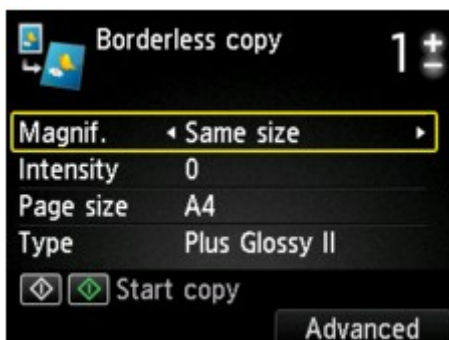 Borderless copy 1 +-
Magnif. Same size
Intensity 0
Page size A4
Type Plus Glossy II
Start copy
Advanced